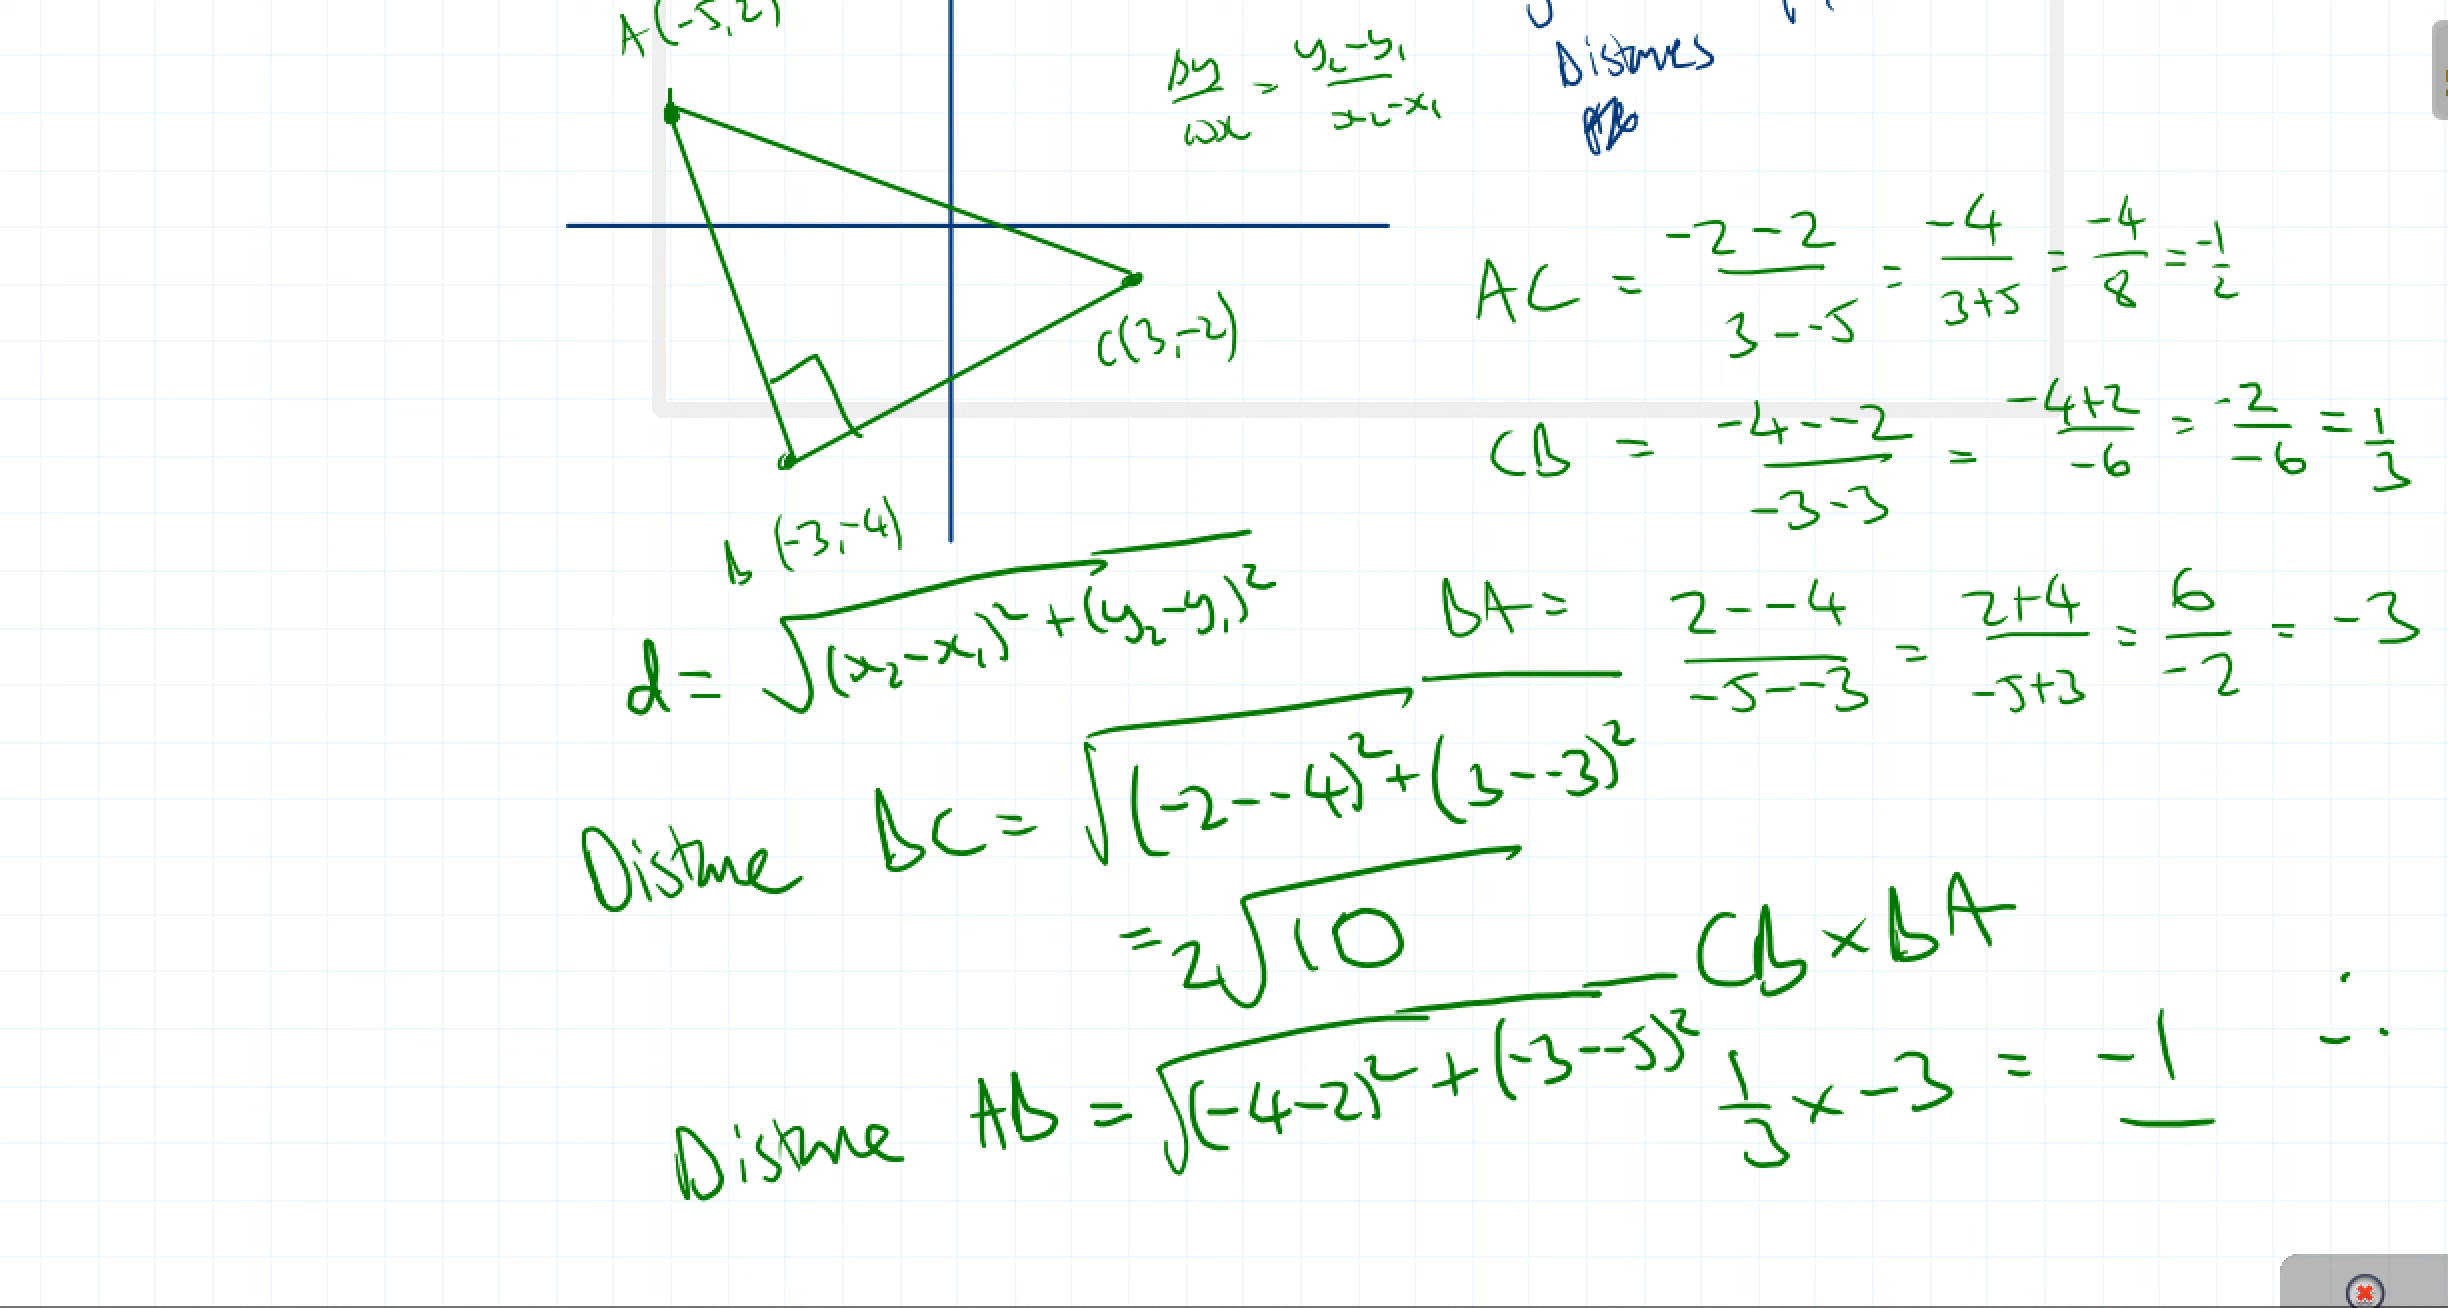 A(-5,2)
Δy/Δx = y₂-y₁/x₂-x₁
Distances
C(3,-2)
B (-3,-4)
AC = -2-2/3--5 = -4/3+5 = -4/8 = -1/2
CB = -4--2/-3-3 = -4+2/-6 = -2/-6 = 1/3
BA = 2--4/-5--3 = 2+4/-5+3 = 6/-2 = -3
d = √(x₂-x₁)²+(y₂-y₁)²
Distance BC = √(-2--4)²+(3--3)²
= 2√10
Distance AB = √(-4-2)²+(-3--5)²
CB × BA
1/3 × -3 = -1 ∴